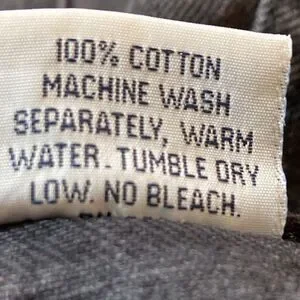 100% COTTON
MACHINE WASH
SEPARATELY, WARM
WATER. TUMBLE DRY
LOW. NO BLEACH.